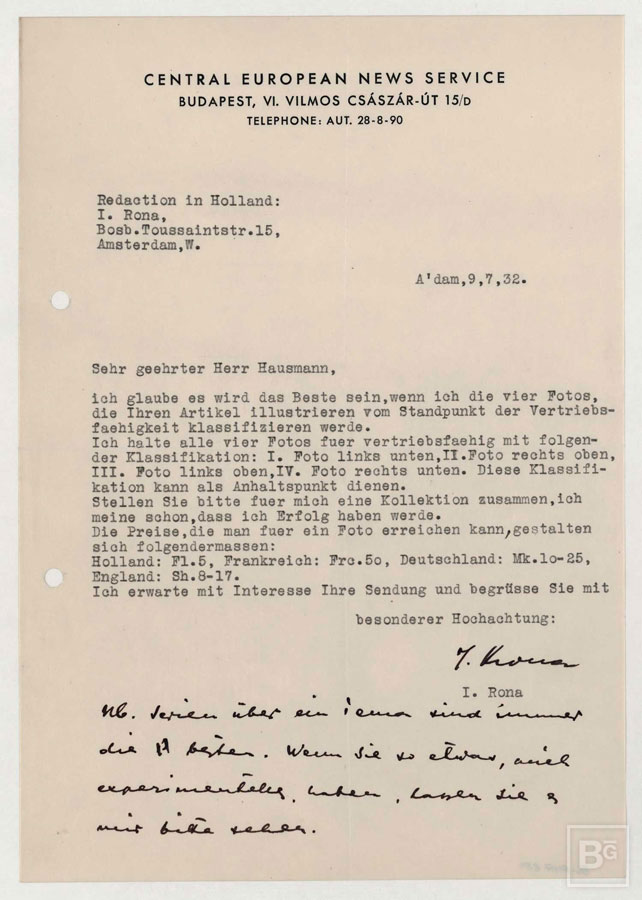 CENTRAL EUROPEAN NEWS SERVICE
BUDAPEST, VI. VILMOS CSÁSZÁR-ÚT 15/D
TELEPHONE: AUT. 28-8-90
Redaction in Holland:
I. Rona,
Bosb.Toussaintstr.15,
Amsterdam,W.
A'dam,9,7,32.
Sehr geehrter Herr Hausmann,
ich glaube es wird das Beste sein,wenn ich die vier Fotos,
die Ihren Artikel illustrieren vom Standpunkt der Vertriebs-
faehigkeit klassifizieren werde.
Ich halte alle vier Fotos fuer vertriebsfaehig mit folgen-
der Klassifikation: I. Foto links unten,II.Foto rechts oben,
III. Foto links oben,IV. Foto rechts unten. Diese Klassifi-
kation kann als Anhaltspunkt dienen.
Stellen Sie bitte fuer mich eine Kollektion zusammen,ich
meine schon,dass ich Erfolg haben werde.
Die Preise,die man fuer ein Foto erreichen kann,gestalten
sich folgendermassen:
Holland: Fl.5, Frankreich: Frc.5o, Deutschland: Mk.1o-25,
England: Sh.8-17.
Ich erwarte mit Interesse Ihre Sendung und begrüsse Sie mit
besonderer Hochachtung:
I. Rona
I. Rona
Nb. Serien über ein Tema sind immer
die besten. Wenn Sie so etwas, auch
experimentelles, haben, lassen Sie es
mir bitte sehen.
BG